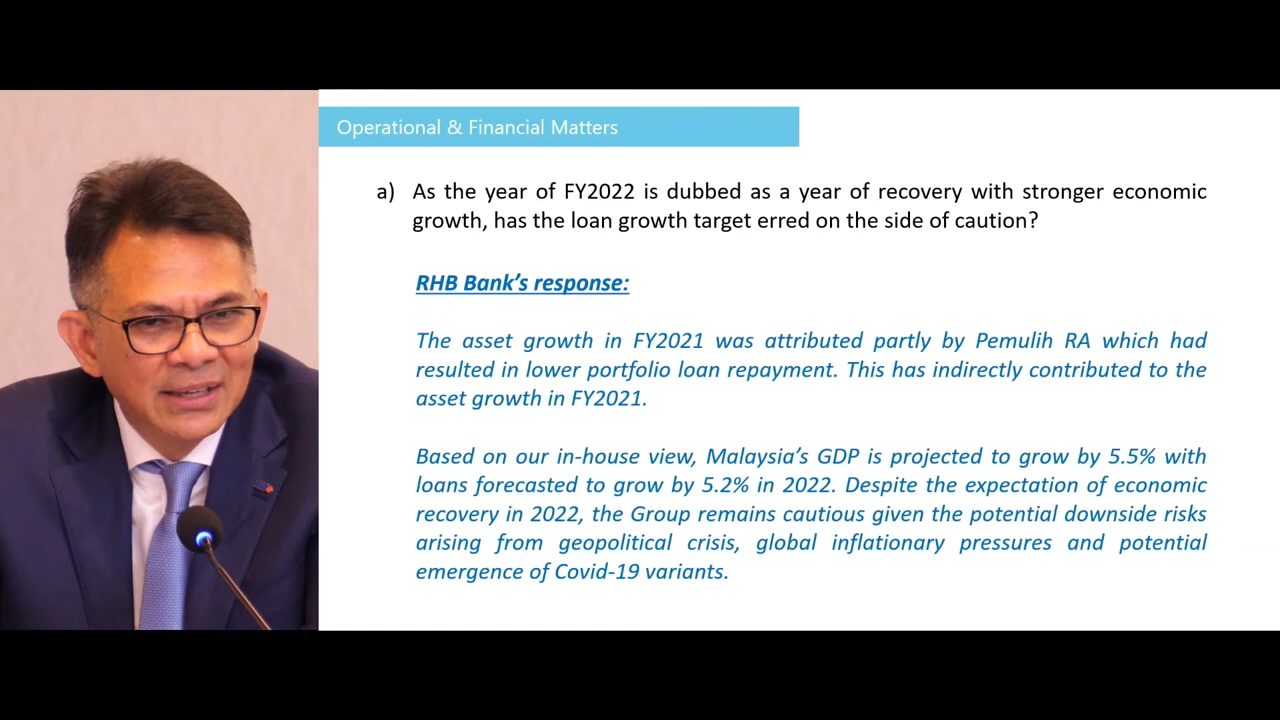 Operational & Financial Matters
a) As the year of FY2022 is dubbed as a year of recovery with stronger economic
growth, has the loan growth target erred on the side of caution?
RHB Bank’s response:
The asset growth in FY2021 was attributed partly by Pemulih RA which had
resulted in lower portfolio loan repayment. This has indirectly contributed to the
asset growth in FY2021.
Based on our in-house view, Malaysia’s GDP is projected to grow by 5.5% with
loans forecasted to grow by 5.2% in 2022. Despite the expectation of economic
recovery in 2022, the Group remains cautious given the potential downside risks
arising from geopolitical crisis, global inflationary pressures and potential
emergence of Covid-19 variants.